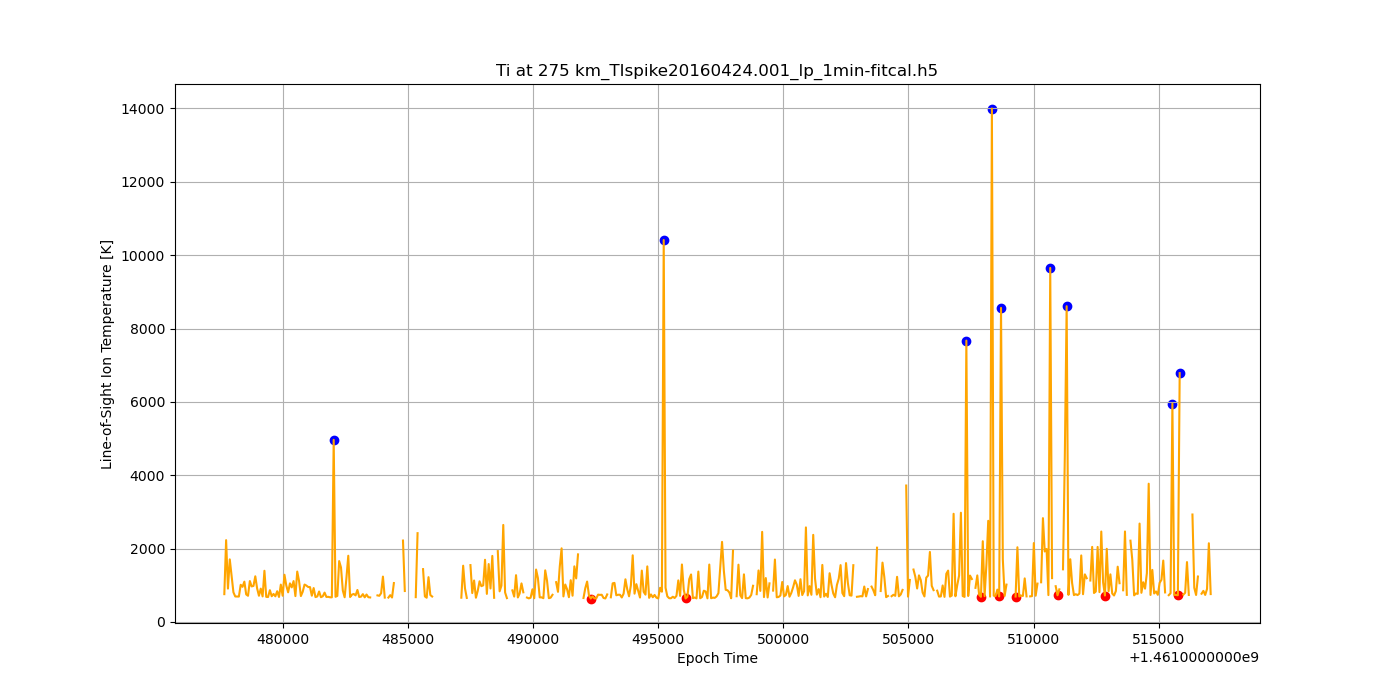 Ti at 275 km_TIspike20160424.001_lp_1min-fitcal.h5
Line-of-Sight Ion Temperature [K]
14000
12000
10000
8000
6000
4000
2000
0
480000 485000 490000 495000 500000 505000 510000 515000
Epoch Time
+1.4610000000e9